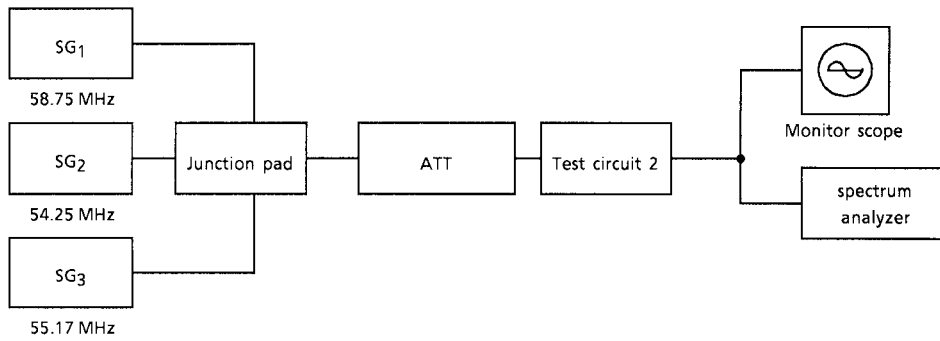 SG1
58.75 MHz
SG2
54.25 MHz
SG3
55.17 MHz
Junction pad
ATT
Test circuit 2
Monitor scope
spectrum
analyzer